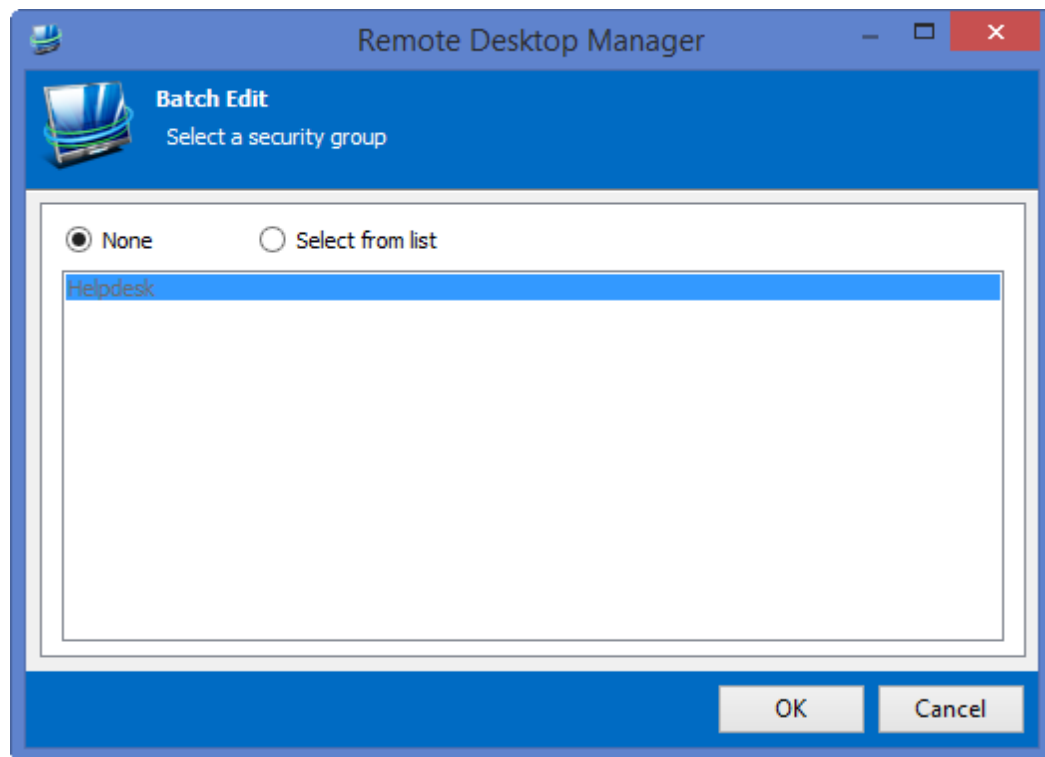 Remote Desktop Manager
Batch Edit
Select a security group
None Select from list
Helpdesk
OK Cancel